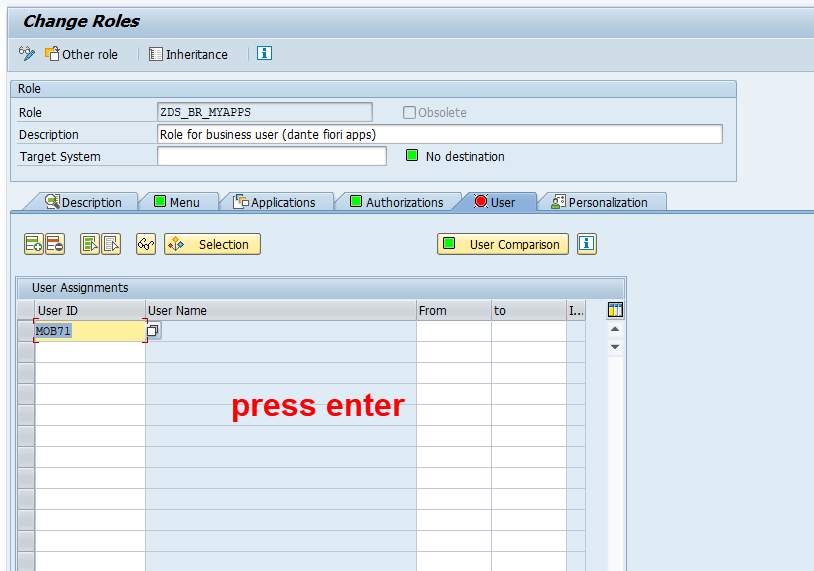 Change Roles
Other role Inheritance
Role
Role ZDS_BR_MYAPPS Obsolete
Description Role for business user (dante fiori apps)
Target System No destination
Description Menu Applications Authorizations User Personalization
Selection User Comparison
User Assignments
User ID User Name From to I...
MOB71
press enter